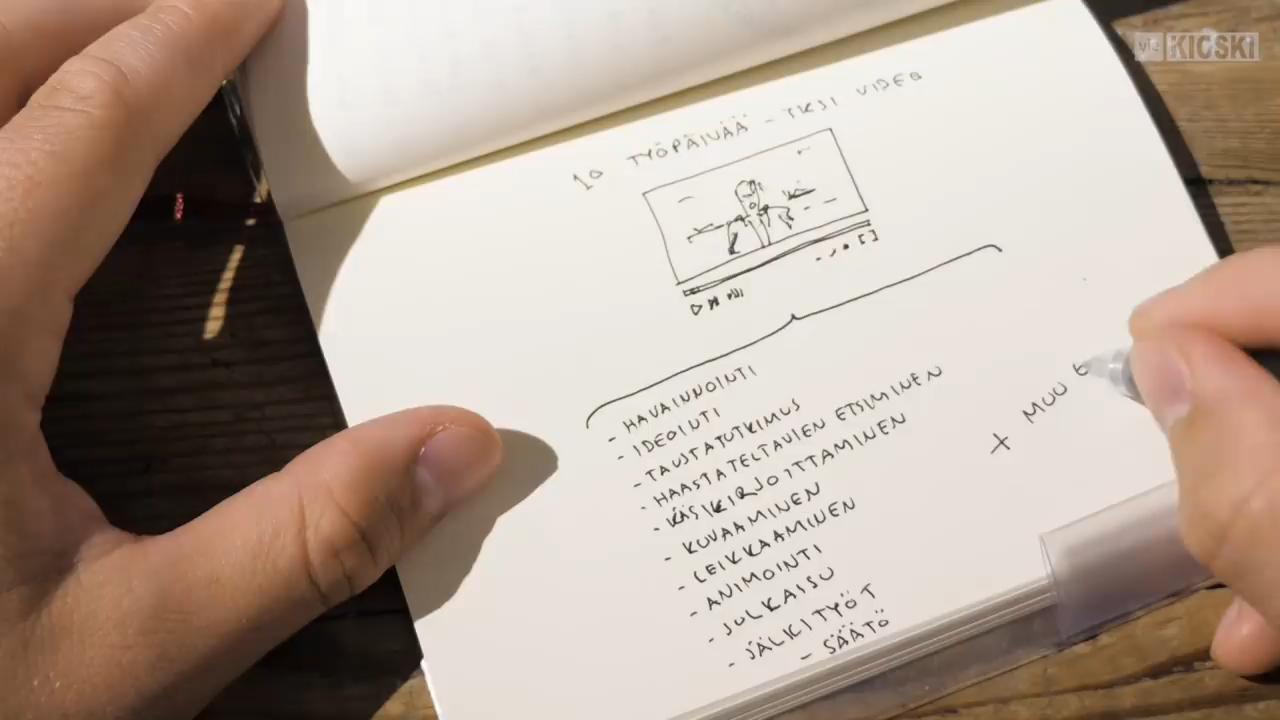 10 TYÖPÄIVÄÄ - YKSI VIDEO
- HAVAINNOINTI
- IDEOINTI
- TAUSTATUTKIMUS
- HAASTATELTAVIEN ETSIMINEN
- KÄSIKIRJOITTAMINEN
- KUVAAMINEN
- LEIKKAAMINEN
- ANIMOINTI
- JULKAISU
- JÄLKITYÖT
- SÄÄTÖ
+ MUU
yle KIOSKI